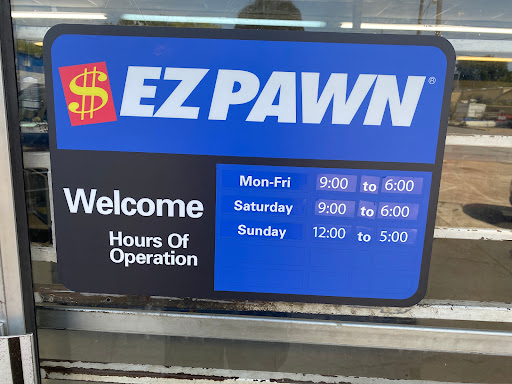 $ EZPAWN®
Welcome
Hours Of
Operation
Mon-Fri 9:00 to 6:00
Saturday 9:00 to 6:00
Sunday 12:00 to 5:00